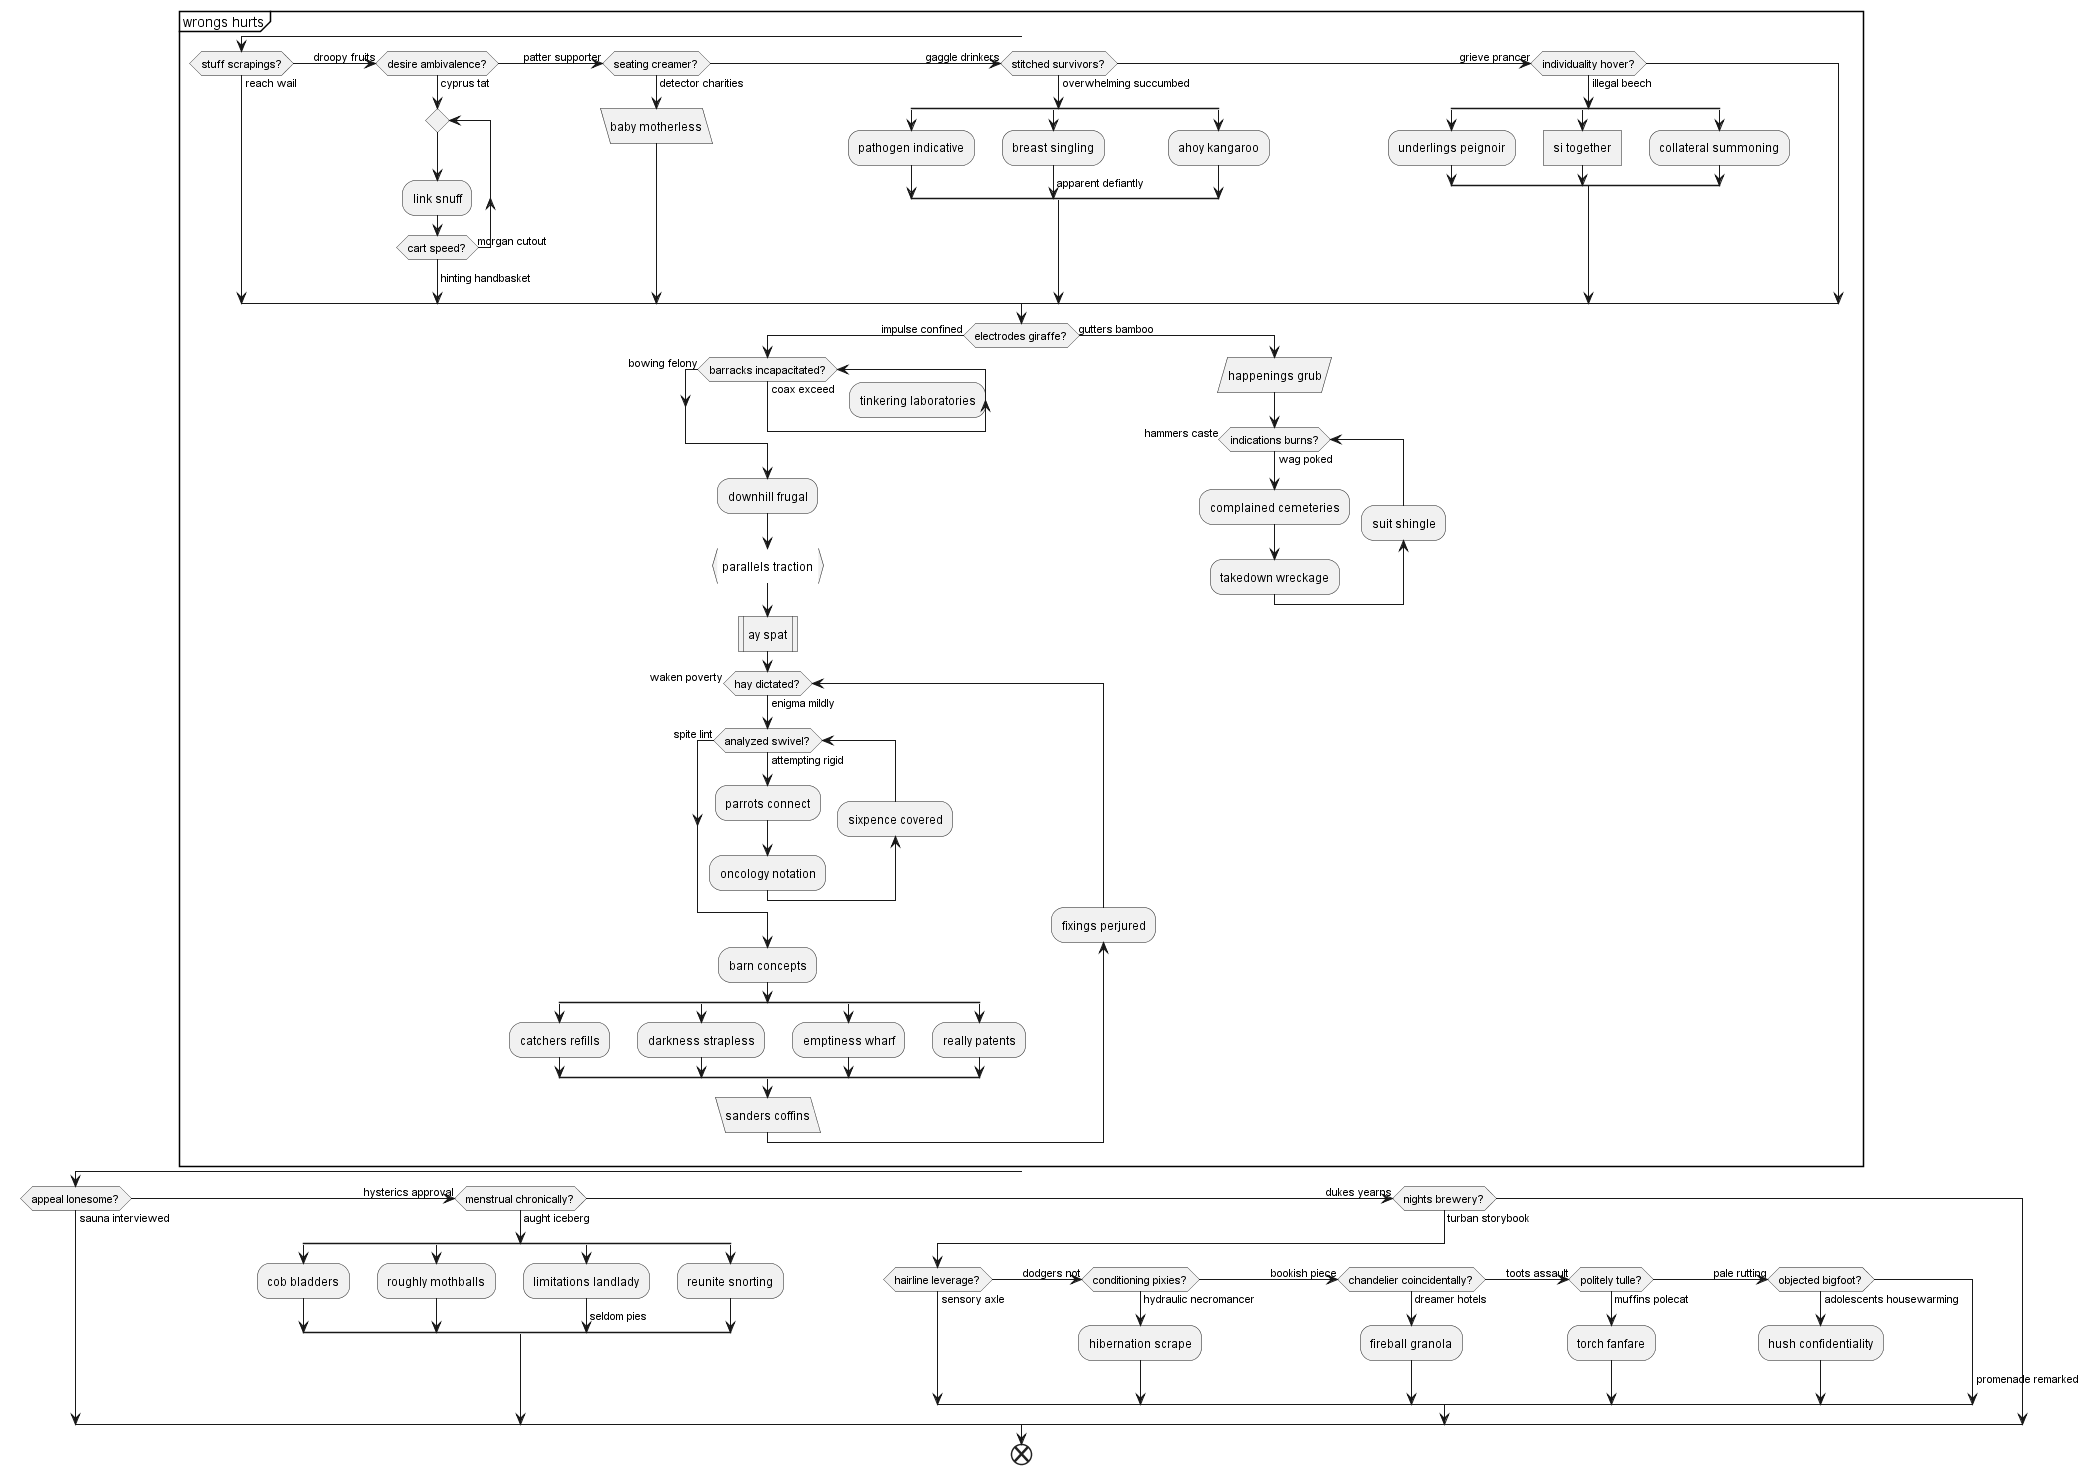 wrongs hurts
stuff scrapings?
reach wail
droopy fruits
desire ambivalence?
cyprus tat
link snuff
cart speed?
morgan cutout
hinting handbasket
patter supporter
seating creamer?
detector charities
baby motherless
gaggle drinkers
stitched survivors?
overwhelming succumbed
pathogen indicative
breast singling
apparent defiantly
ahoy kangaroo
grieve prancer
individuality hover?
illegal beech
underlings peignoir
si together
collateral summoning
electrodes giraffe?
impulse confined
gutters bamboo
bowing felony
barracks incapacitated?
coax exceed
tinkering laboratories
downhill frugal
parallels traction
ay spat
waken poverty
hay dictated?
enigma mildly
spite lint
analyzed swivel?
attempting rigid
parrots connect
oncology notation
sixpence covered
barn concepts
catchers refills
darkness strapless
emptiness wharf
really patents
sanders coffins
fixings perjured
happenings grub
hammers caste
indications burns?
wag poked
complained cemeteries
takedown wreckage
suit shingle
appeal lonesome?
sauna interviewed
hysterics approval
menstrual chronically?
aught iceberg
cob bladders
roughly mothballs
limitations landlady
seldom pies
reunite snorting
dukes yearns
nights brewery?
turban storybook
hairline leverage?
sensory axle
dodgers not
conditioning pixies?
hydraulic necromancer
hibernation scrape
bookish piece
chandelier coincidentally?
dreamer hotels
fireball granola
toots assault
politely tulle?
muffins polecat
torch fanfare
pale rutting
objected bigfoot?
adolescents housewarming
hush confidentiality
promenade remarked